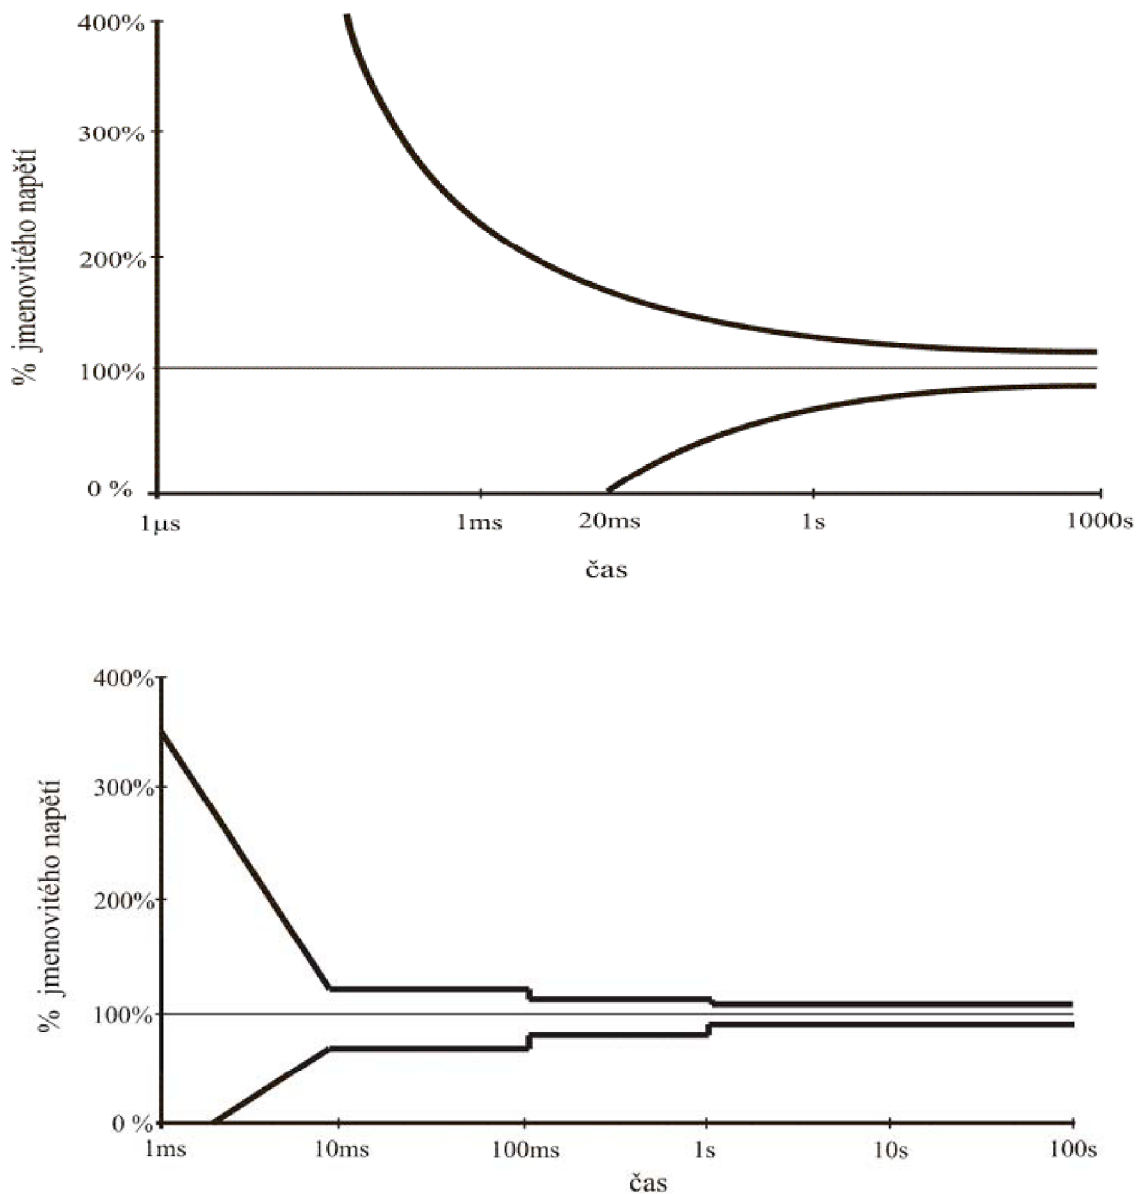 400%
300%
200%
100%
0 %
% jmenovitého napětí
1µs
1ms
20ms
1s
1000s
čas
400%
300%
200%
100%
0 %
% jmenovitého napětí
1ms
10ms
100ms
1s
10s
100s
čas